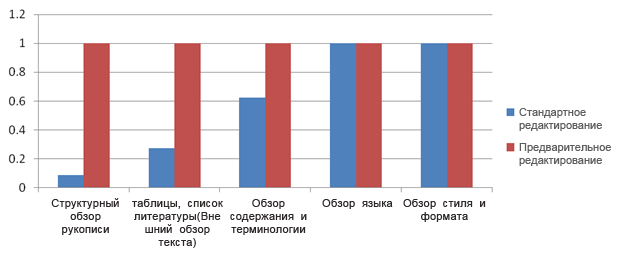 1.2
1
0.8
0.6
0.4
0.2
0
Структурный
обзор
рукописи
таблицы, список
литературы(Вне
шний обзор
текста)
Обзор
содержания и
терминологии
Обзор языка
Обзор стиля и
формата
Стандартное
редактирование
Предварительное
редактирование